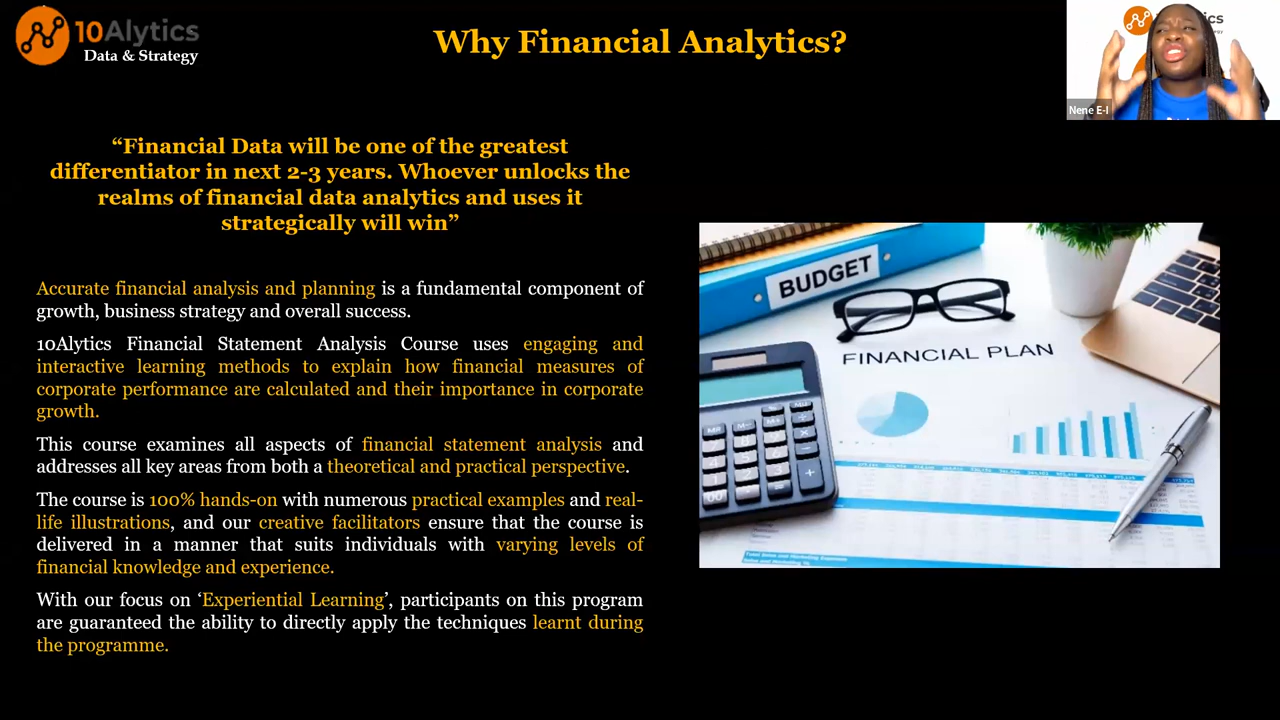 10Alytics
Data & Strategy
Why Financial Analytics?
Nene E-I
“Financial Data will be one of the greatest
differentiator in next 2-3 years. Whoever unlocks the
realms of financial data analytics and uses it
strategically will win”
Accurate financial analysis and planning is a fundamental component of
growth, business strategy and overall success.
10Alytics Financial Statement Analysis Course uses engaging and
interactive learning methods to explain how financial measures of
corporate performance are calculated and their importance in corporate
growth.
This course examines all aspects of financial statement analysis and
addresses all key areas from both a theoretical and practical perspective.
The course is 100% hands-on with numerous practical examples and real-
life illustrations, and our creative facilitators ensure that the course is
delivered in a manner that suits individuals with varying levels of
financial knowledge and experience.
With our focus on ‘Experiential Learning’, participants on this program
are guaranteed the ability to directly apply the techniques learnt during
the programme.
BUDGET
FINANCIAL PLAN